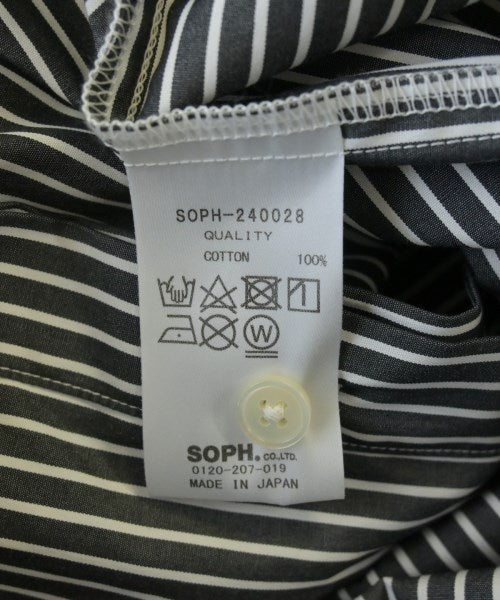 SOPH-240028
QUALITY
COTTON 100%
W
SOPH. CO.,LTD.
0120-207-019
MADE IN JAPAN